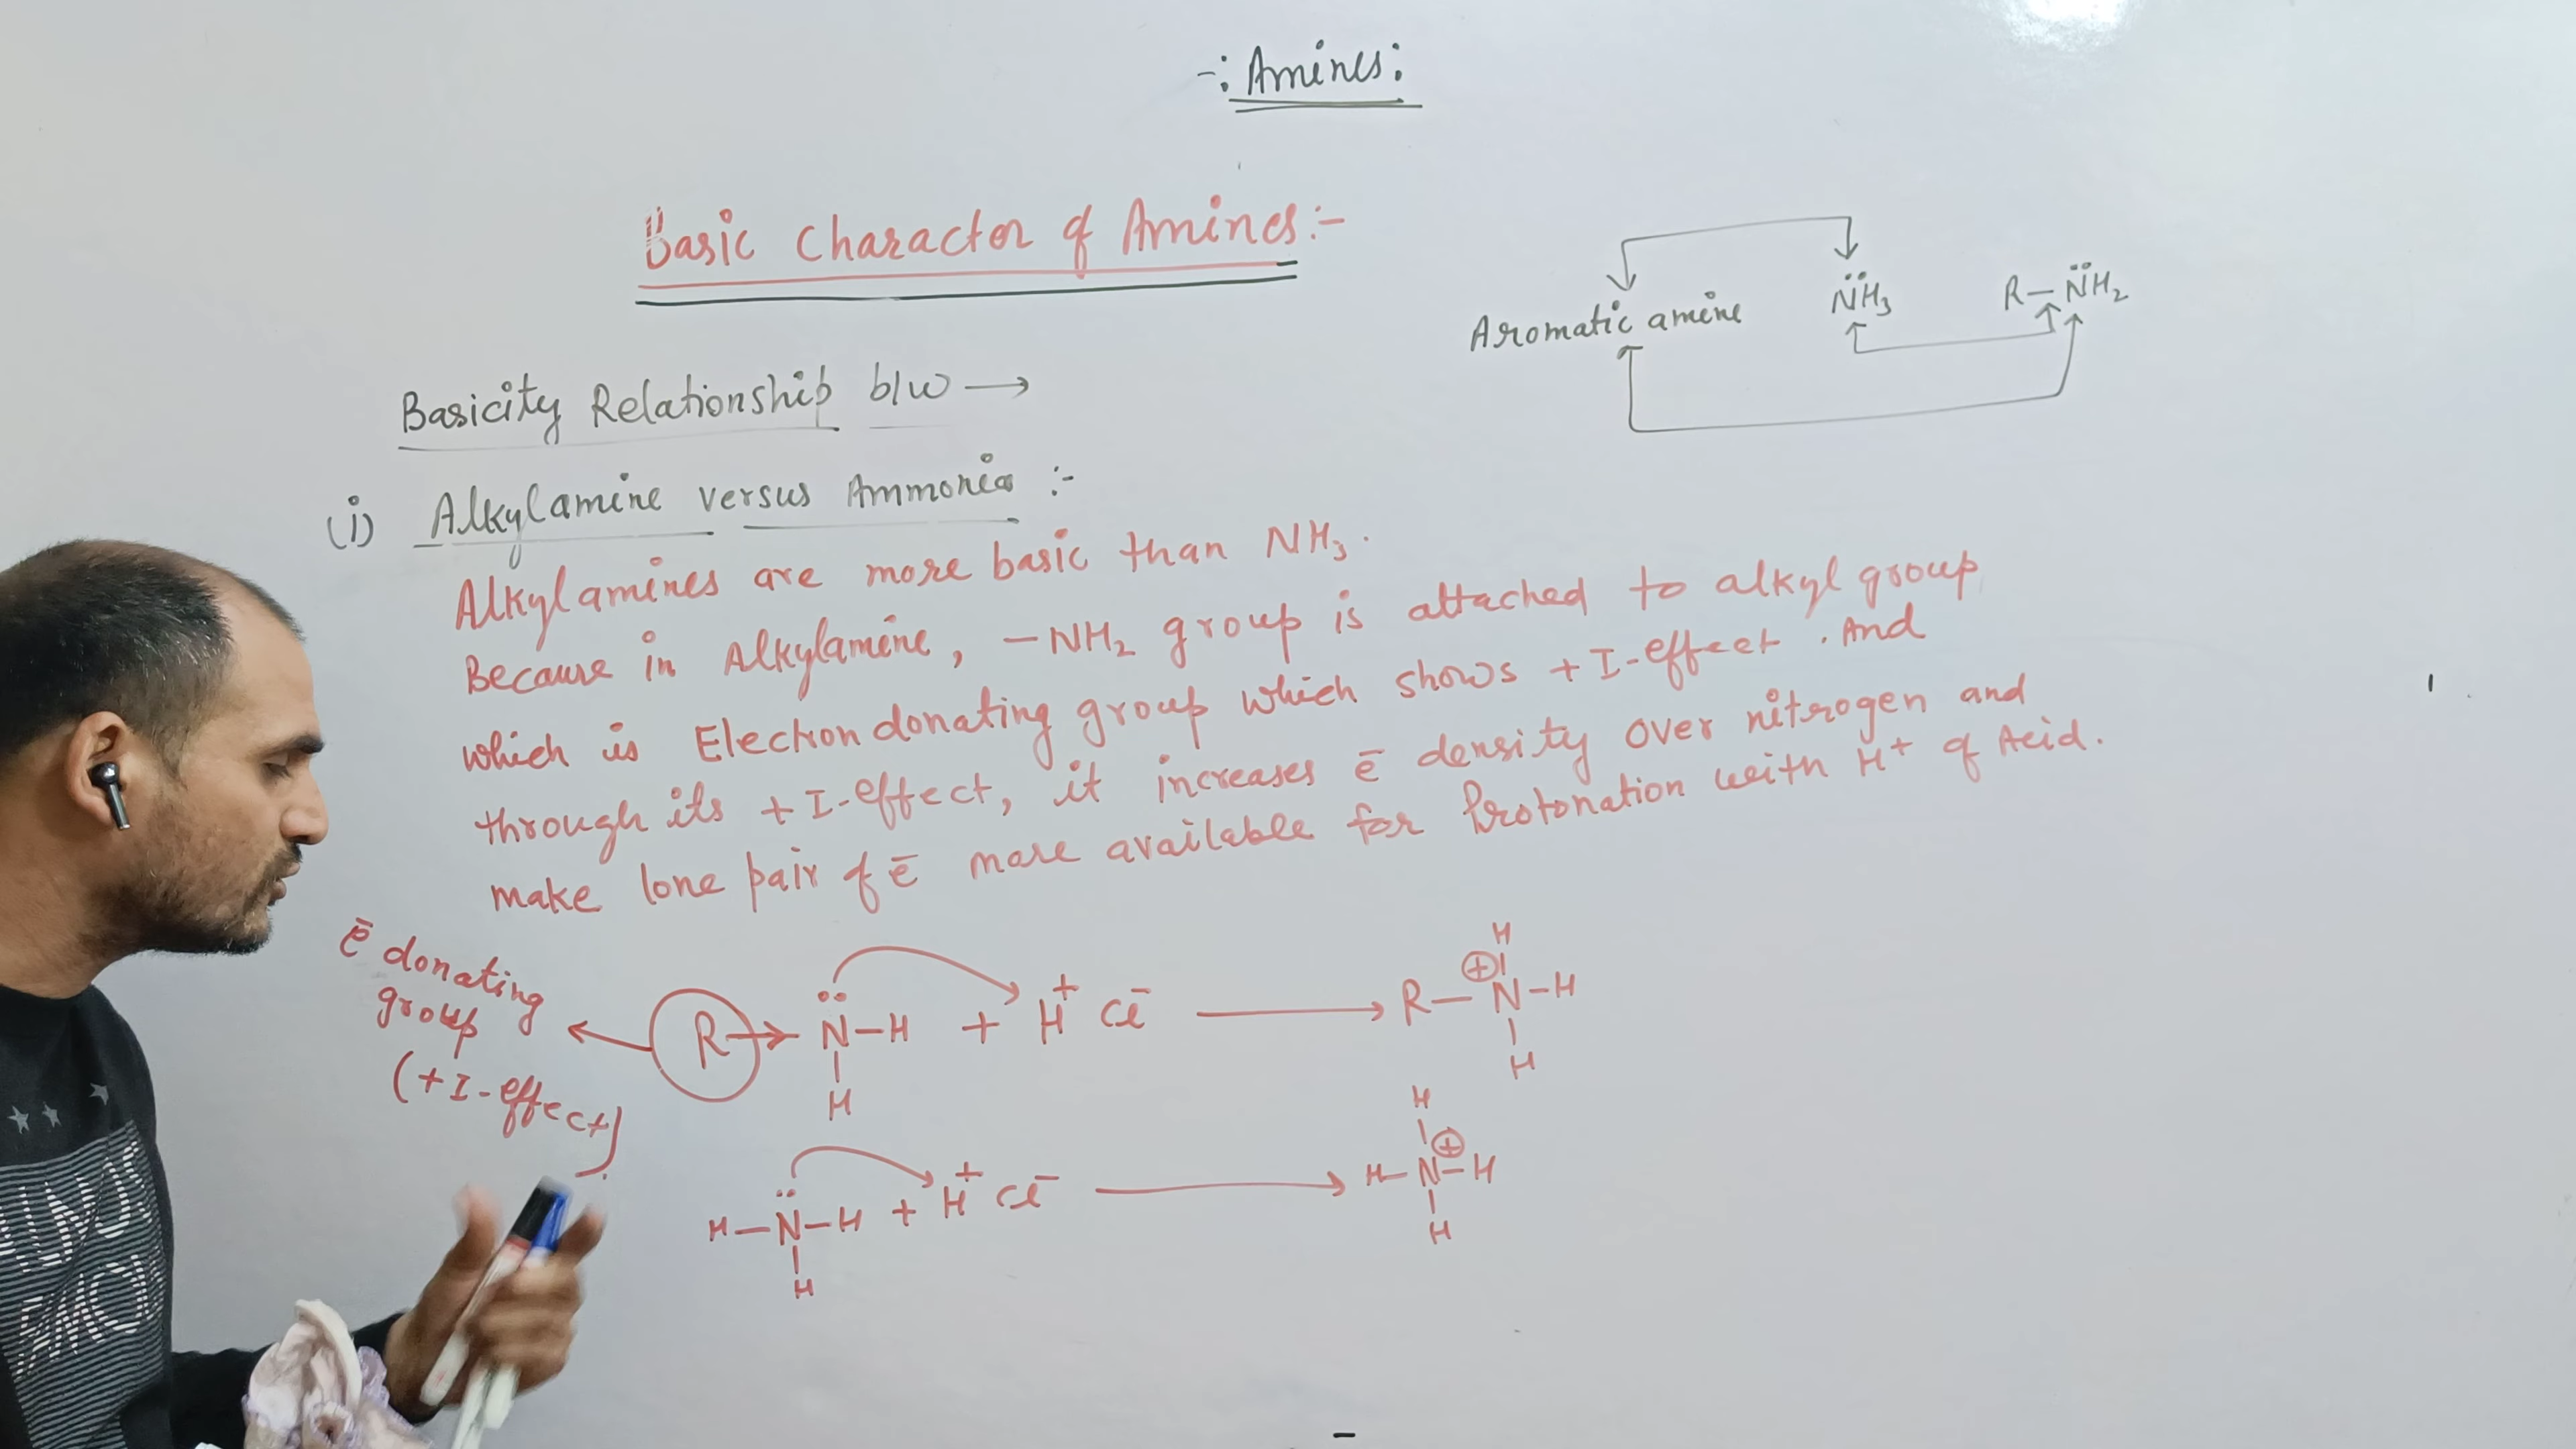 -: Amines:
Basic Charactor of Amines:-
Aromatic amine N̈H₃ R–N̈H₂
Basicity Relationship b/w →
(i) Alkylamine versus Ammonia :-
Alkylamines are more basic than NH₃.
Because in Alkylamine, –NH₂ group is attached to alkyl group
which is Electron donating group which shows + I-effect . And
through its + I-effect, it increases ē density over nitrogen and
make lone pair of ē more available for Protonation with H⁺ of Acid.
ē donating
group
(+I-effect)
R→N̈–H + H⁺ Cl⁻ → R–N⊕–H
H
H
H
H–N̈–H + H⁺ Cl⁻ → H–N⊕–H
H
H
H